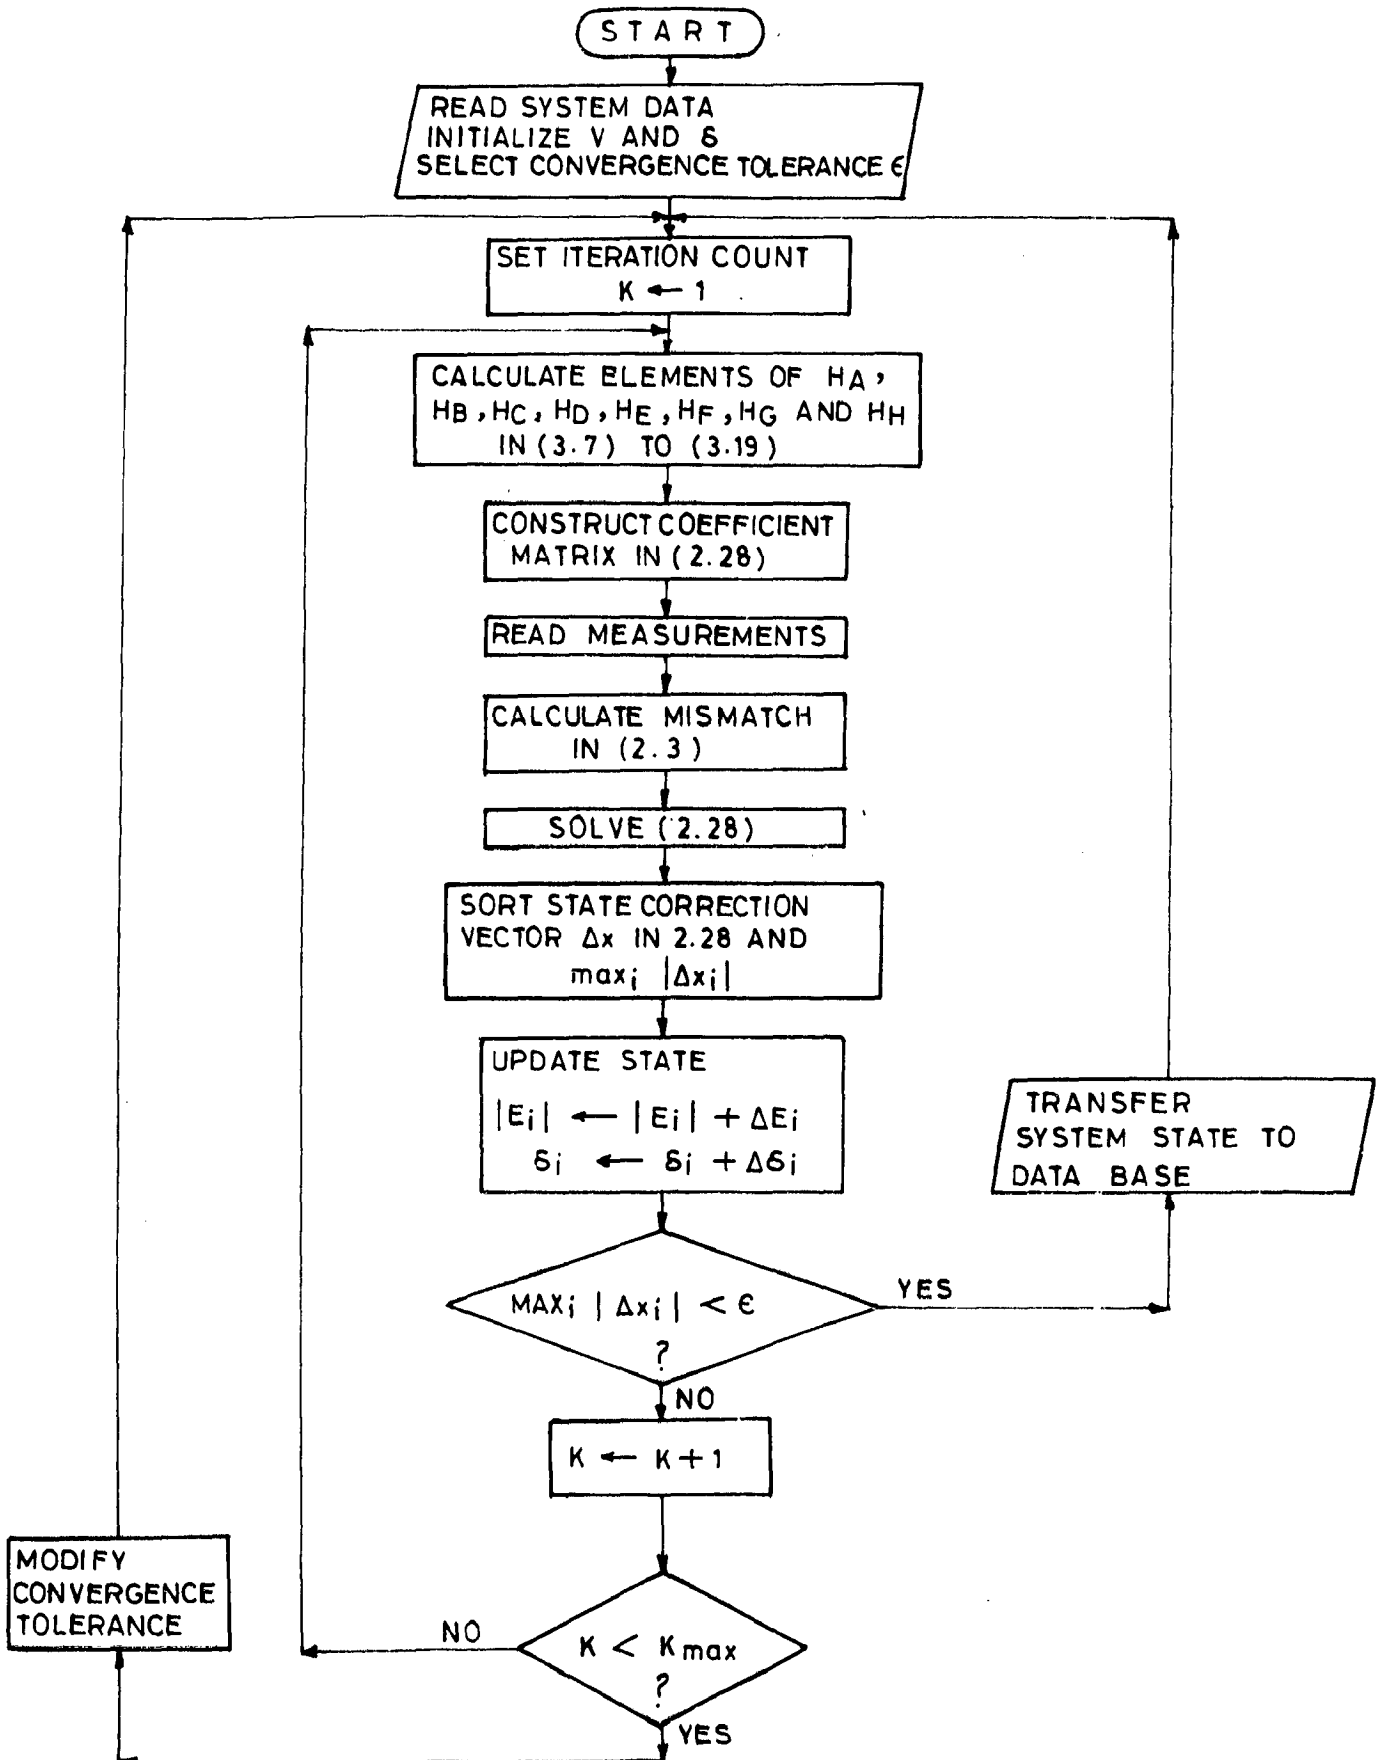 START
READ SYSTEM DATA
INITIALIZE V AND δ
SELECT CONVERGENCE TOLERANCE ϵ
SET ITERATION COUNT
K ← 1
CALCULATE ELEMENTS OF HA,
HB, HC, HD, HE, HF, HG AND HH
IN (3.7) TO (3.19)
CONSTRUCT COEFFICIENT
MATRIX IN (2.28)
READ MEASUREMENTS
CALCULATE MISMATCH
IN (2.3)
SOLVE (2.28)
SORT STATE CORRECTION
VECTOR Δx IN 2.28 AND
maxi |Δxi|
UPDATE STATE
|Ei| ← |Ei| + ΔEi
δi ← δi + Δδi
TRANSFER
SYSTEM STATE TO
DATA BASE
MAXi |Δxi| < ϵ
?
YES
NO
K ← K+1
MODIFY
CONVERGENCE
TOLERANCE
K < Kmax
?
NO
YES